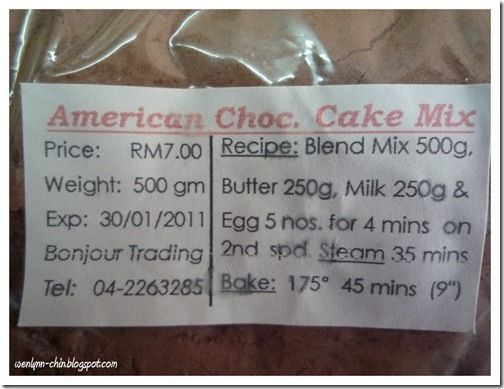 American Choc. Cake Mix
Price: RM7.00
Weight: 500 gm
Exp: 30/01/2011
Bonjour Trading
Tel: 04-2263285
Recipe: Blend Mix 500g,
Butter 250g, Milk 250g &
Egg 5 nos. for 4 mins on
2nd spd. Steam 35 mins
Bake: 175° 45 mins (9")
wenlynn-chin.blogspot.com